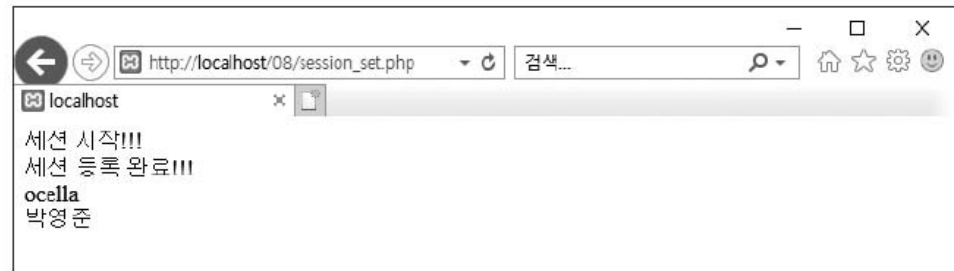 http://localhost/08/session_set.php
검색...
localhost
세션 시작!!!
세션 등록 완료!!!
ocella
박영준